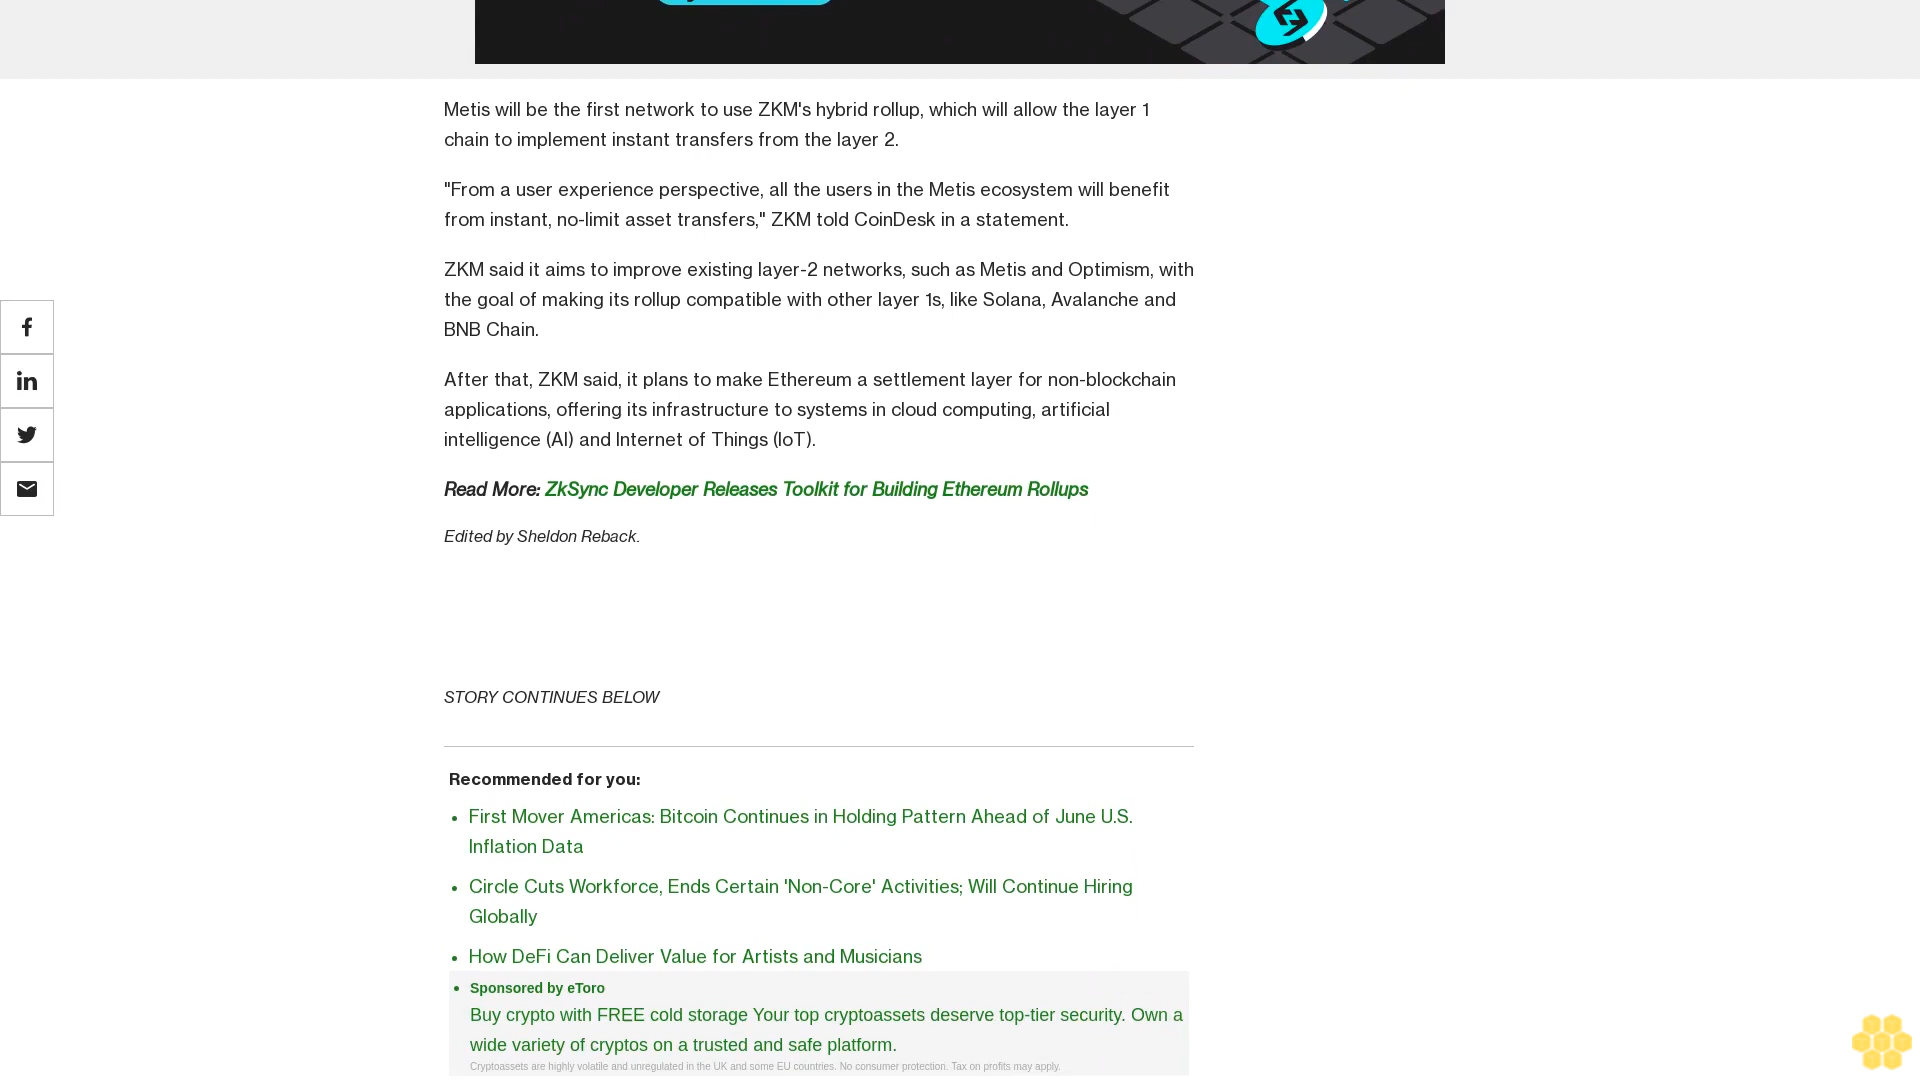 Metis will be the first network to use ZKM's hybrid rollup, which will allow the layer 1
chain to implement instant transfers from the layer 2.
"From a user experience perspective, all the users in the Metis ecosystem will benefit
from instant, no-limit asset transfers," ZKM told CoinDesk in a statement.
ZKM said it aims to improve existing layer-2 networks, such as Metis and Optimism, with
the goal of making its rollup compatible with other layer 1s, like Solana, Avalanche and
BNB Chain.
After that, ZKM said, it plans to make Ethereum a settlement layer for non-blockchain
applications, offering its infrastructure to systems in cloud computing, artificial
intelligence (AI) and Internet of Things (IoT).
Read More: ZkSync Developer Releases Toolkit for Building Ethereum Rollups
Edited by Sheldon Reback.
STORY CONTINUES BELOW
Recommended for you:
First Mover Americas: Bitcoin Continues in Holding Pattern Ahead of June U.S.
Inflation Data
Circle Cuts Workforce, Ends Certain 'Non-Core' Activities; Will Continue Hiring
Globally
How DeFi Can Deliver Value for Artists and Musicians
Sponsored by eToro
Buy crypto with FREE cold storage Your top cryptoassets deserve top-tier security. Own a
wide variety of cryptos on a trusted and safe platform.
Cryptoassets are highly volatile and unregulated in the UK and some EU countries. No consumer protection. Tax on profits may apply.